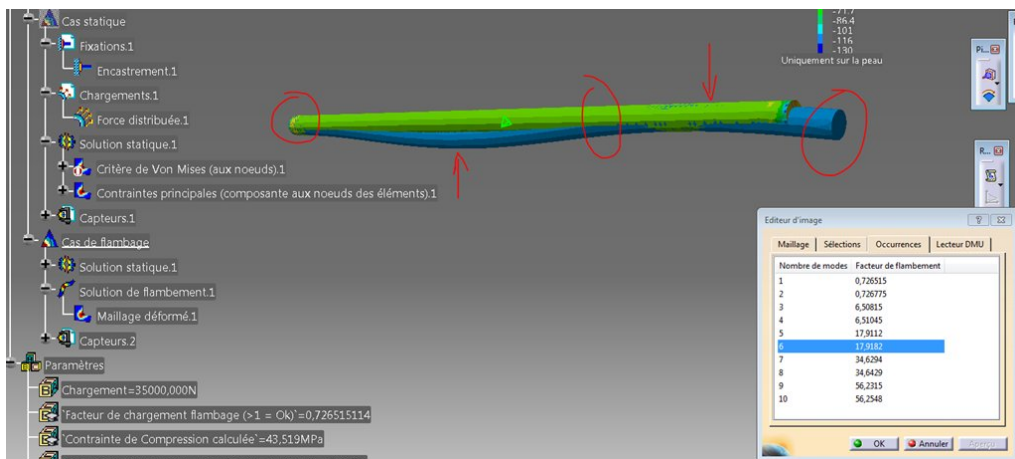 Cas statique
Fixations.1
Encastrement.1
Chargements.1
Force distribuée.1
Solution statique.1
Critère de Von Mises (aux noeuds).1
Contraintes principales (composante aux noeuds des éléments).1
Capteurs.1
Cas de flambage
Solution statique.1
Solution de flambement.1
Maillage déformé.1
Capteurs.2
Paramètres
Chargement=35000,000N
`Facteur de chargement flambage (>1 = Ok)`=0,726515114
`Contrainte de Compression calculée`=43,519MPa
-71.7
-86.4
-101
-116
-130
Uniquement sur la peau
Pi...
R...
Editeur d'image
Maillage Sélections Occurrences Lecteur DMU
Nombre de modes Facteur de flambement
1 0,726515
2 0,726775
3 6,50815
4 6,51045
5 17,9112
6 17,9182
7 34,6294
8 34,6429
9 56,2315
10 56,2548
OK Annuler Aperçu